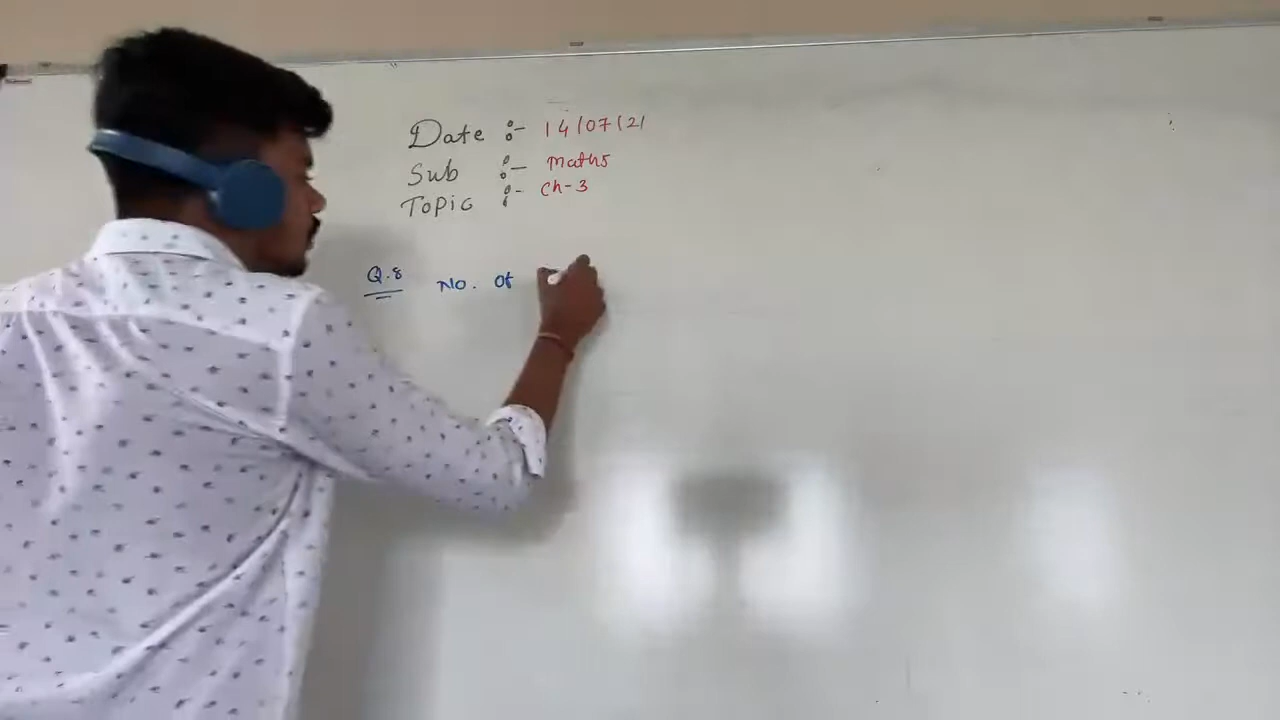 Date :- 14/07/21
Sub :- Maths
Topic :- Ch-3
Q.8 No. of